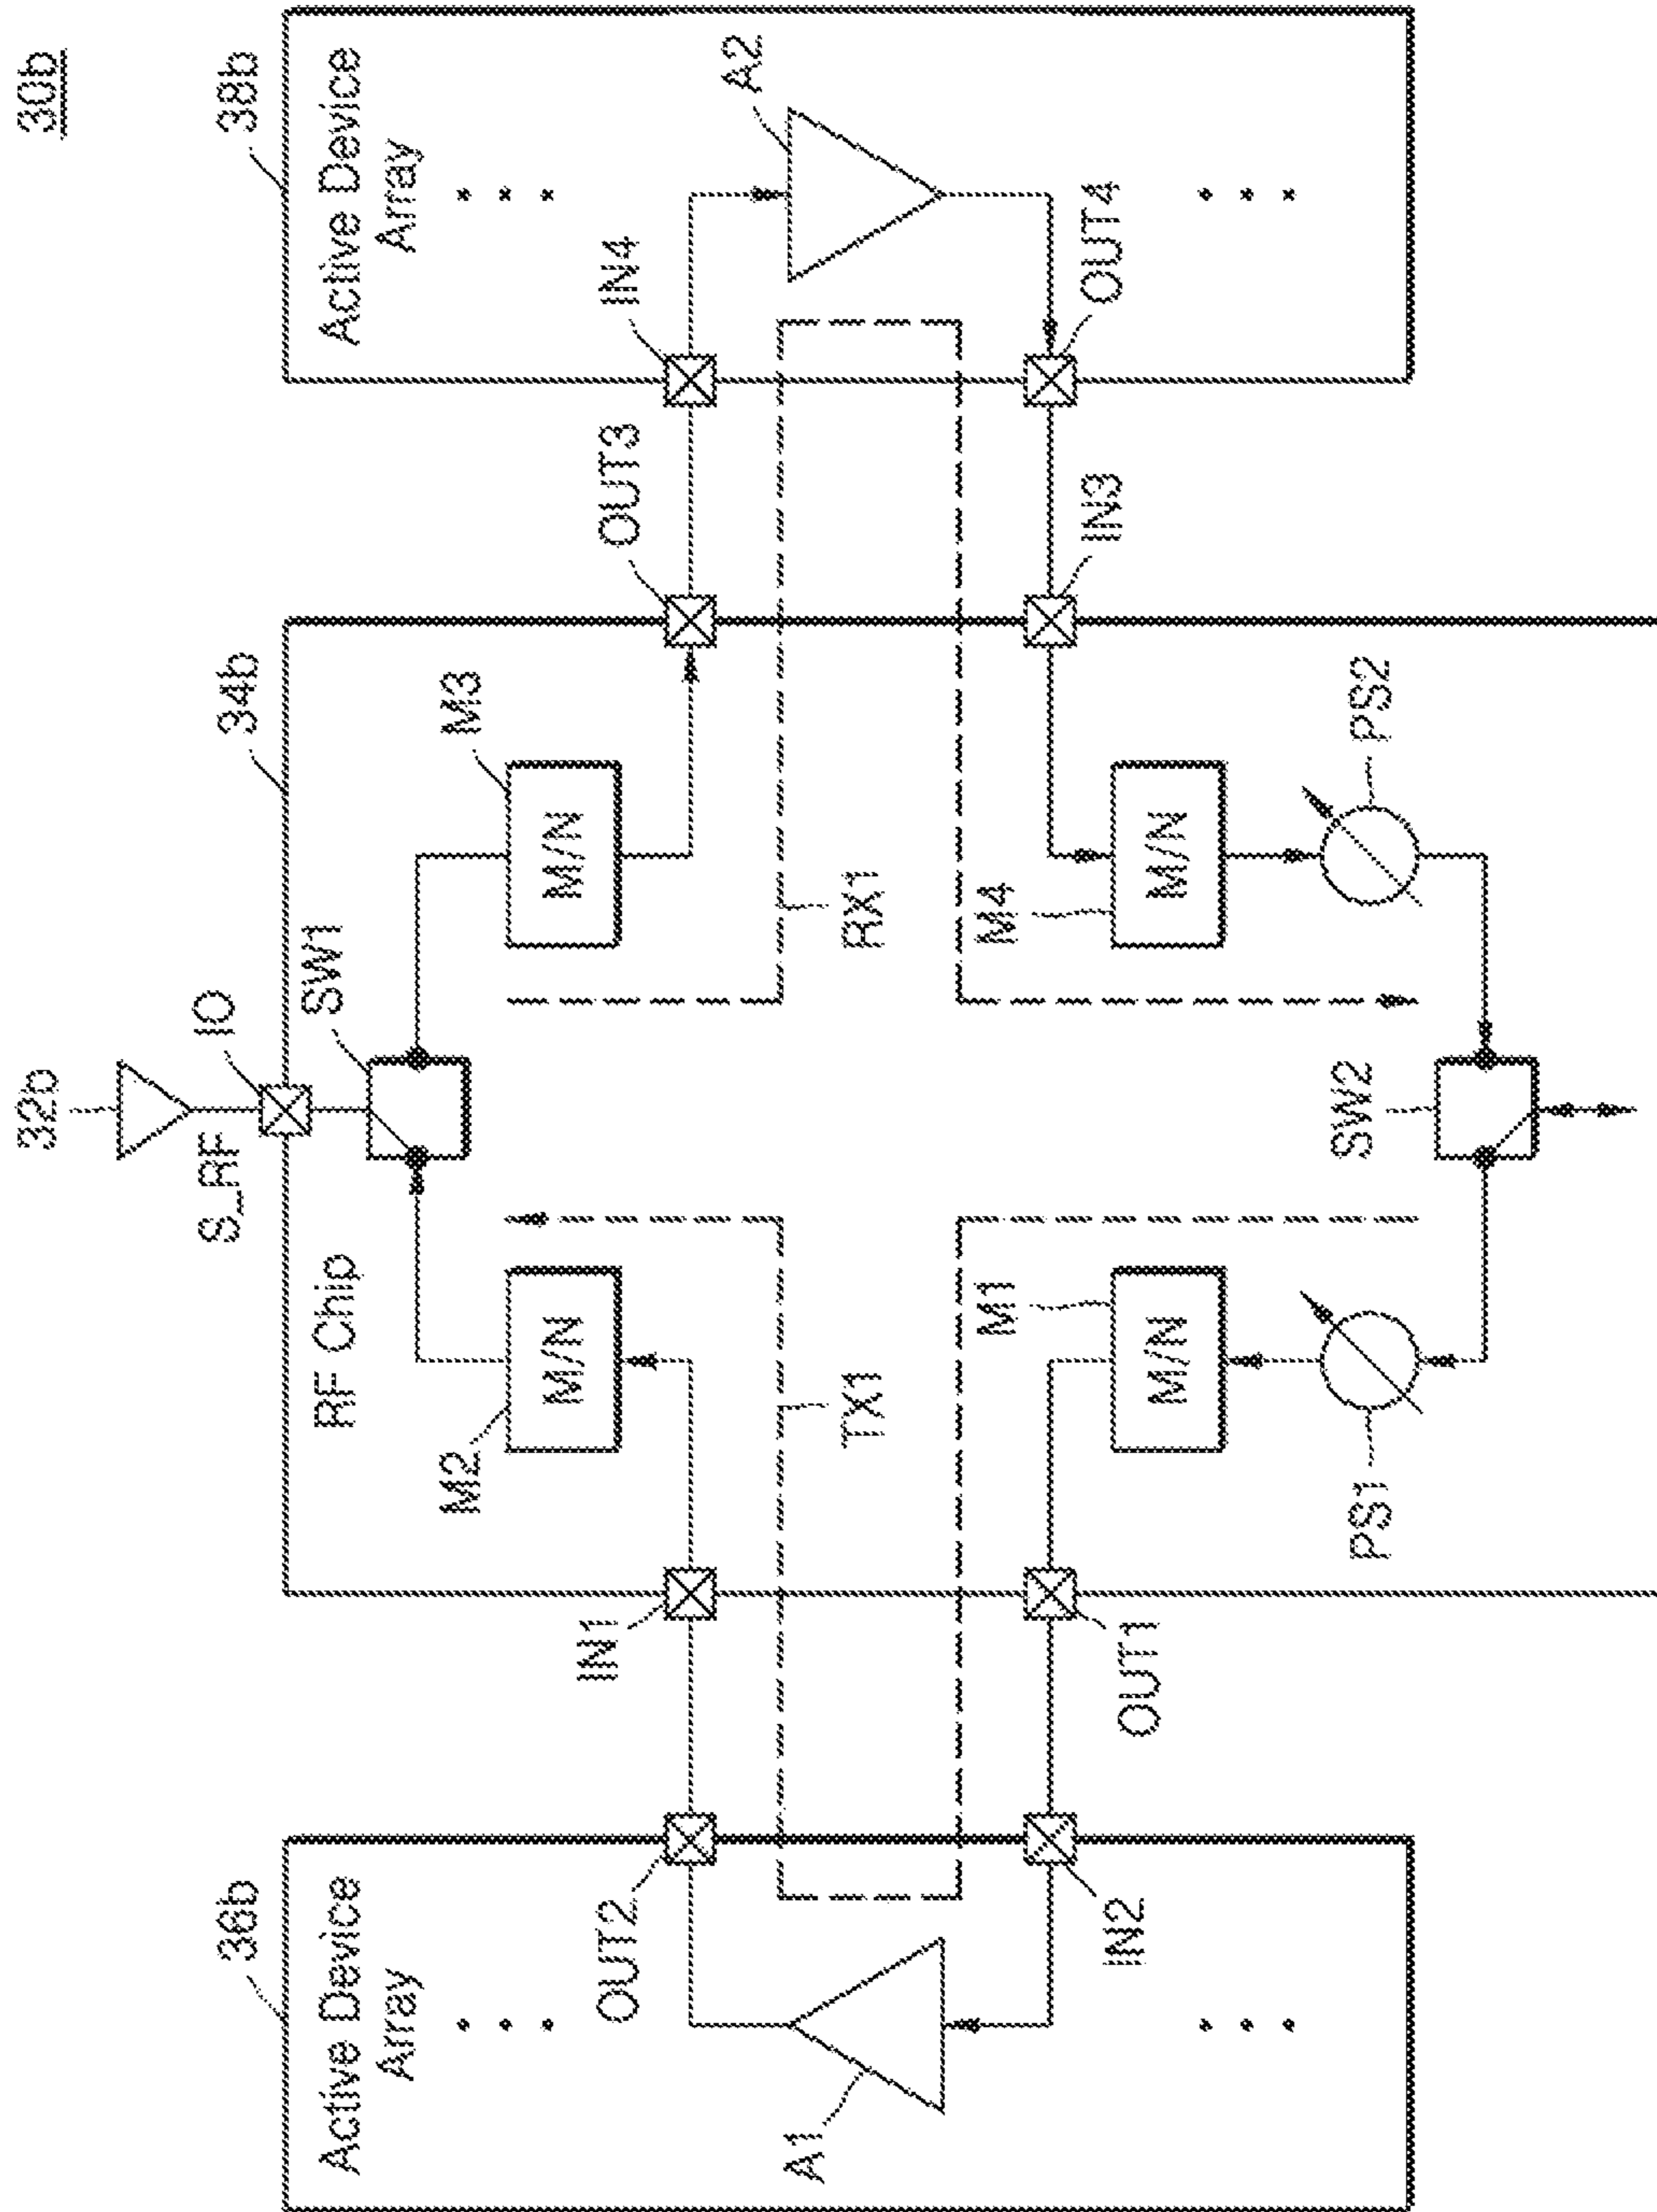 30b
32b
S_RF
IO
36b
Active Device
Array
OUT2
A1
IN2
34b
RF Chip
SW1
M2
M/N
M3
M/N
IN1
OUT3
TX1
RX1
OUT1
IN3
M1
M/N
M4
M/N
PS1
PS2
SW2
38b
Active Device
Array
IN4
A2
OUT4